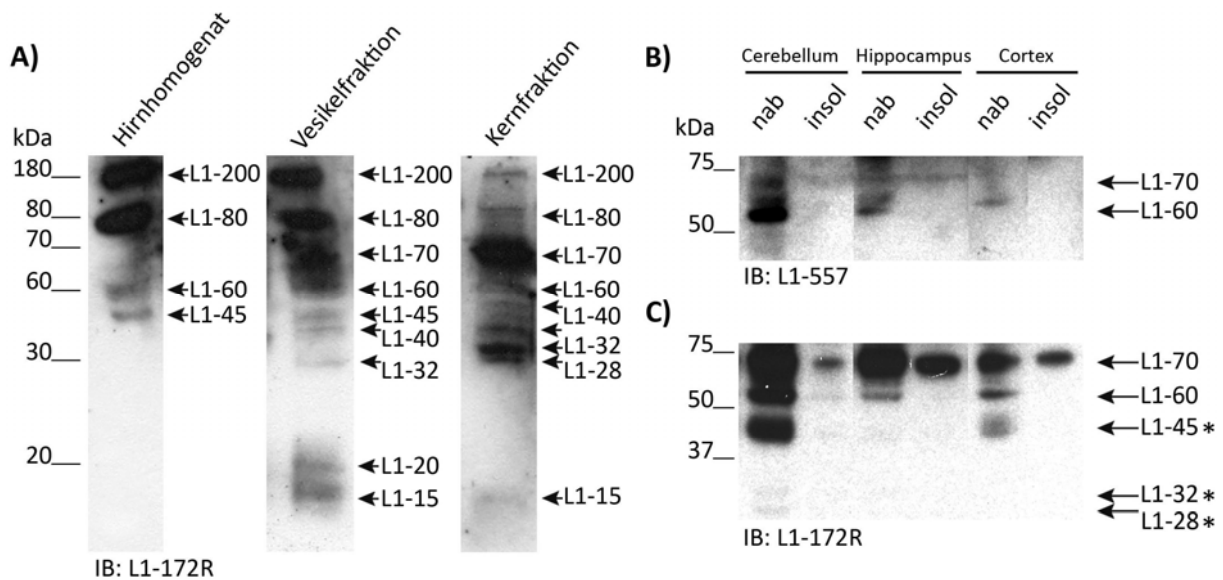 A)
Hirnhomogenat
Vesikelfraktion
Kernfraktion
kDa
180
80
70
60
30
20
L1-200
L1-80
L1-60
L1-45
L1-200
L1-80
L1-70
L1-60
L1-45
L1-40
L1-32
L1-20
L1-15
L1-200
L1-80
L1-70
L1-60
L1-40
L1-32
L1-28
L1-15
IB: L1-172R
B)
Cerebellum Hippocampus Cortex
nab insol nab insol nab insol
kDa
75
50
L1-70
L1-60
IB: L1-557
C)
75
50
37
L1-70
L1-60
L1-45*
L1-32*
L1-28*
IB: L1-172R